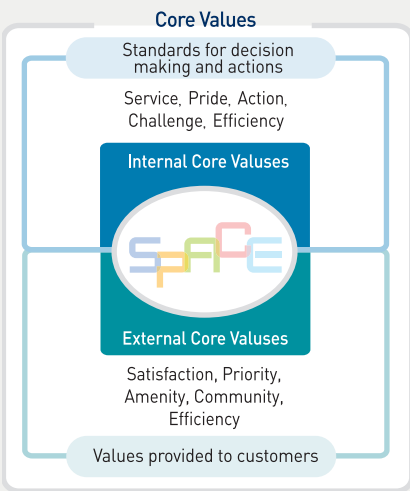 Core Values
Standards for decision
making and actions
Service, Pride, Action,
Challenge, Efficiency
Internal Core Valuses
SPACE
External Core Valuses
Satisfaction, Priority,
Amenity, Community,
Efficiency
Values provided to customers